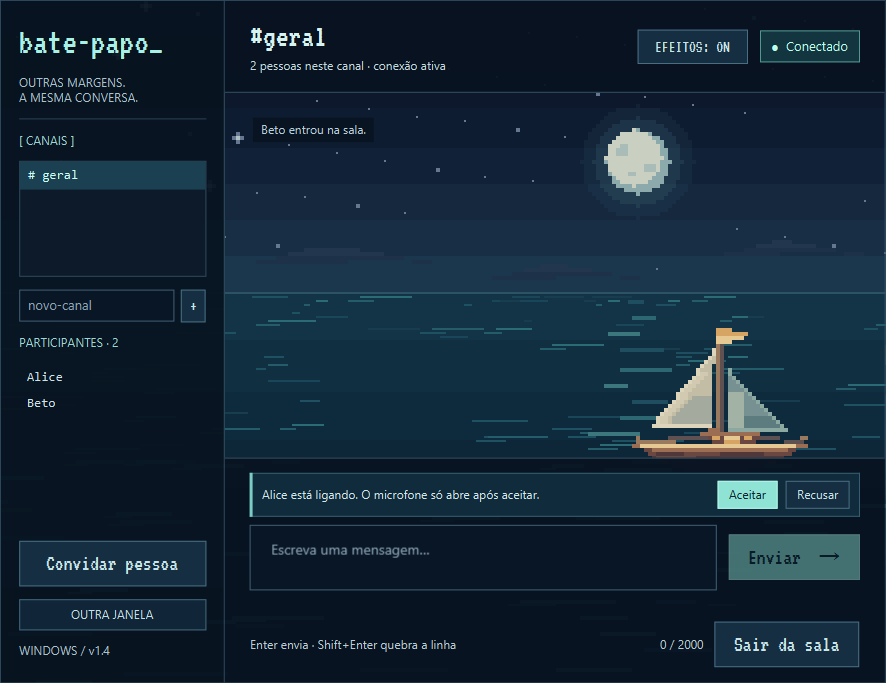 bate-papo_
OUTRAS MARGENS.
A MESMA CONVERSA.
[ CANAIS ]
# geral
novo-canal
+
PARTICIPANTES · 2
Alice
Beto
Convidar pessoa
OUTRA JANELA
WINDOWS / v1.4
#geral
2 pessoas neste canal · conexão ativa
EFEITOS: ON
● Conectado
Beto entrou na sala.
Alice está ligando. O microfone só abre após aceitar.
Aceitar
Recusar
Escreva uma mensagem...
Enviar →
Enter envia · Shift+Enter quebra a linha
0 / 2000
Sair da sala